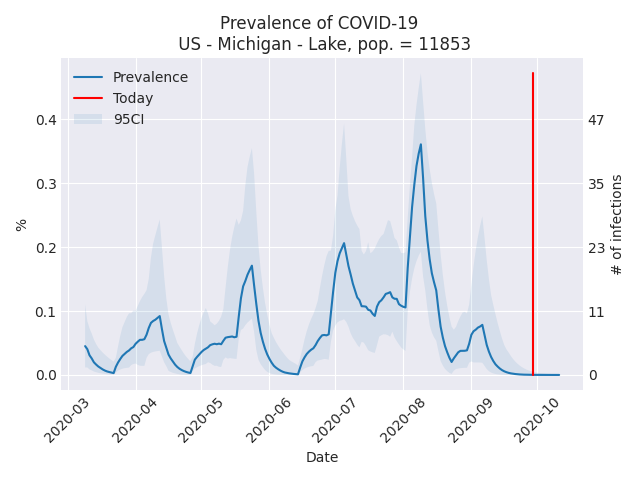 Prevalence of COVID-19
US - Michigan - Lake, pop. = 11853
Prevalence
Today
95CI
%
0.4
0.3
0.2
0.1
0.0
# of infections
47
35
23
11
0
2020-03
2020-04
2020-05
2020-06
2020-07
2020-08
2020-09
2020-10
Date